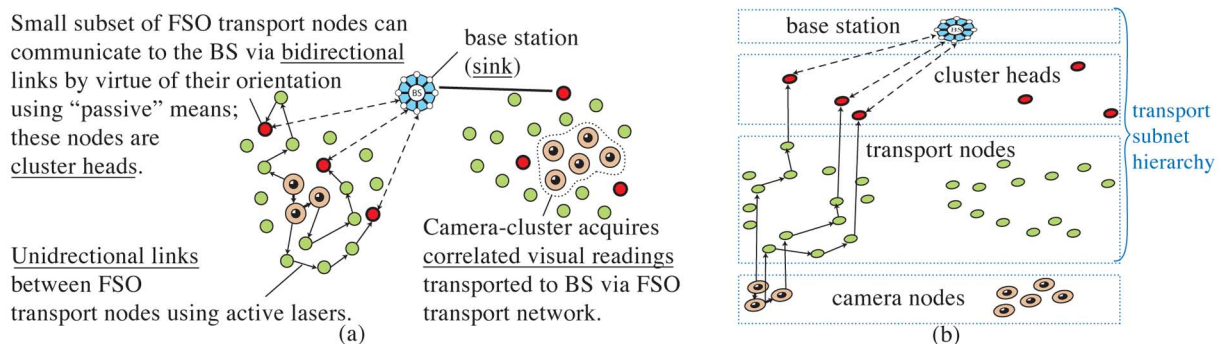 Small subset of FSO transport nodes can
communicate to the BS via bidirectional
links by virtue of their orientation
using “passive” means;
these nodes are
cluster heads.
base station
(sink)
BS
Unidrectional links
between FSO
transport nodes using active lasers.
Camera-cluster acquires
correlated visual readings
transported to BS via FSO
transport network.
(a)
base station
BS
cluster heads
transport nodes
camera nodes
transport
subnet
hierarchy
(b)